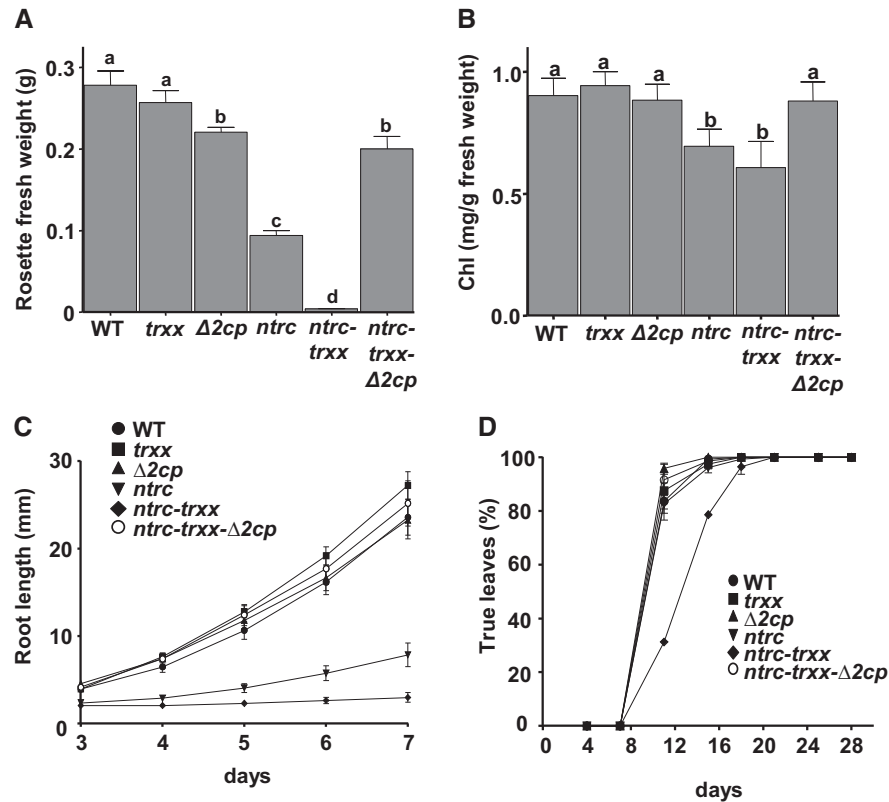 A
Rosette fresh weight (g)
0.3
0.2
0.1
0
a
a
b
c
d
b
WT
trxx
Δ2cp
ntrc
ntrc-
trxx
ntrc-
trxx-
Δ2cp
B
Chl (mg/g fresh weight)
1.0
0.5
0.0
a
a
a
b
b
a
WT
trxx
Δ2cp
ntrc
ntrc-
trxx
ntrc-
trxx-
Δ2cp
C
WT
trxx
Δ2cp
ntrc
ntrc-trxx
ntrc-trxx-Δ2cp
Root length (mm)
30
20
10
0
3 4 5 6 7
days
D
True leaves (%)
100
80
60
40
20
0
WT
trxx
Δ2cp
ntrc
ntrc-trxx
ntrc-trxx-Δ2cp
0 4 8 12 16 20 24 28
days